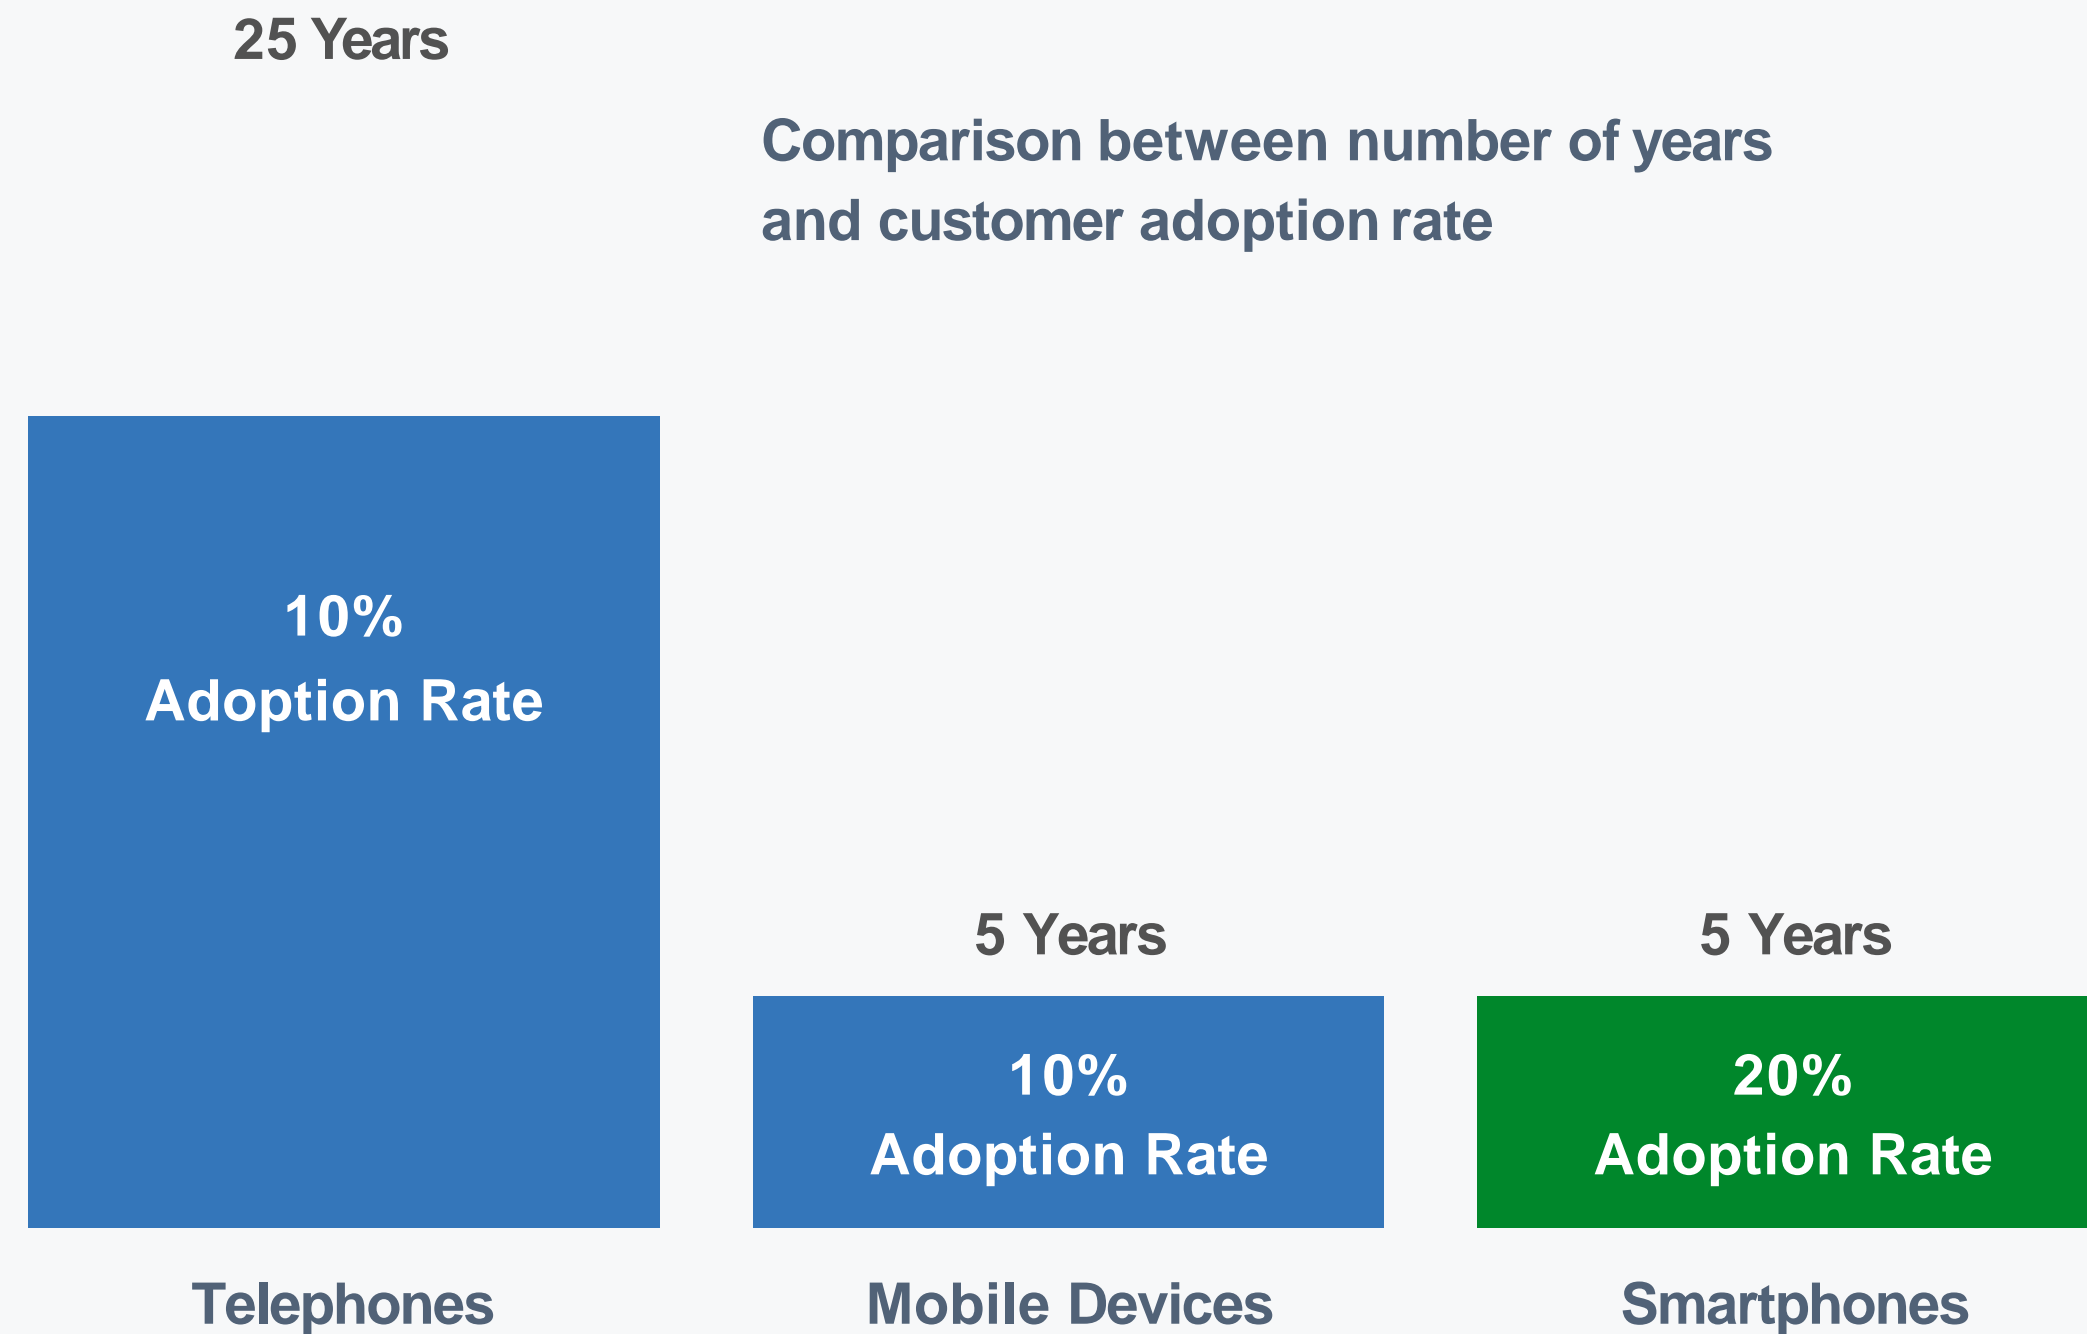 25 Years
Comparison between number of years
and customer adoption rate
10%
Adoption Rate
5 Years
5 Years
10%
Adoption Rate
20%
Adoption Rate
Telephones
Mobile Devices
Smartphones